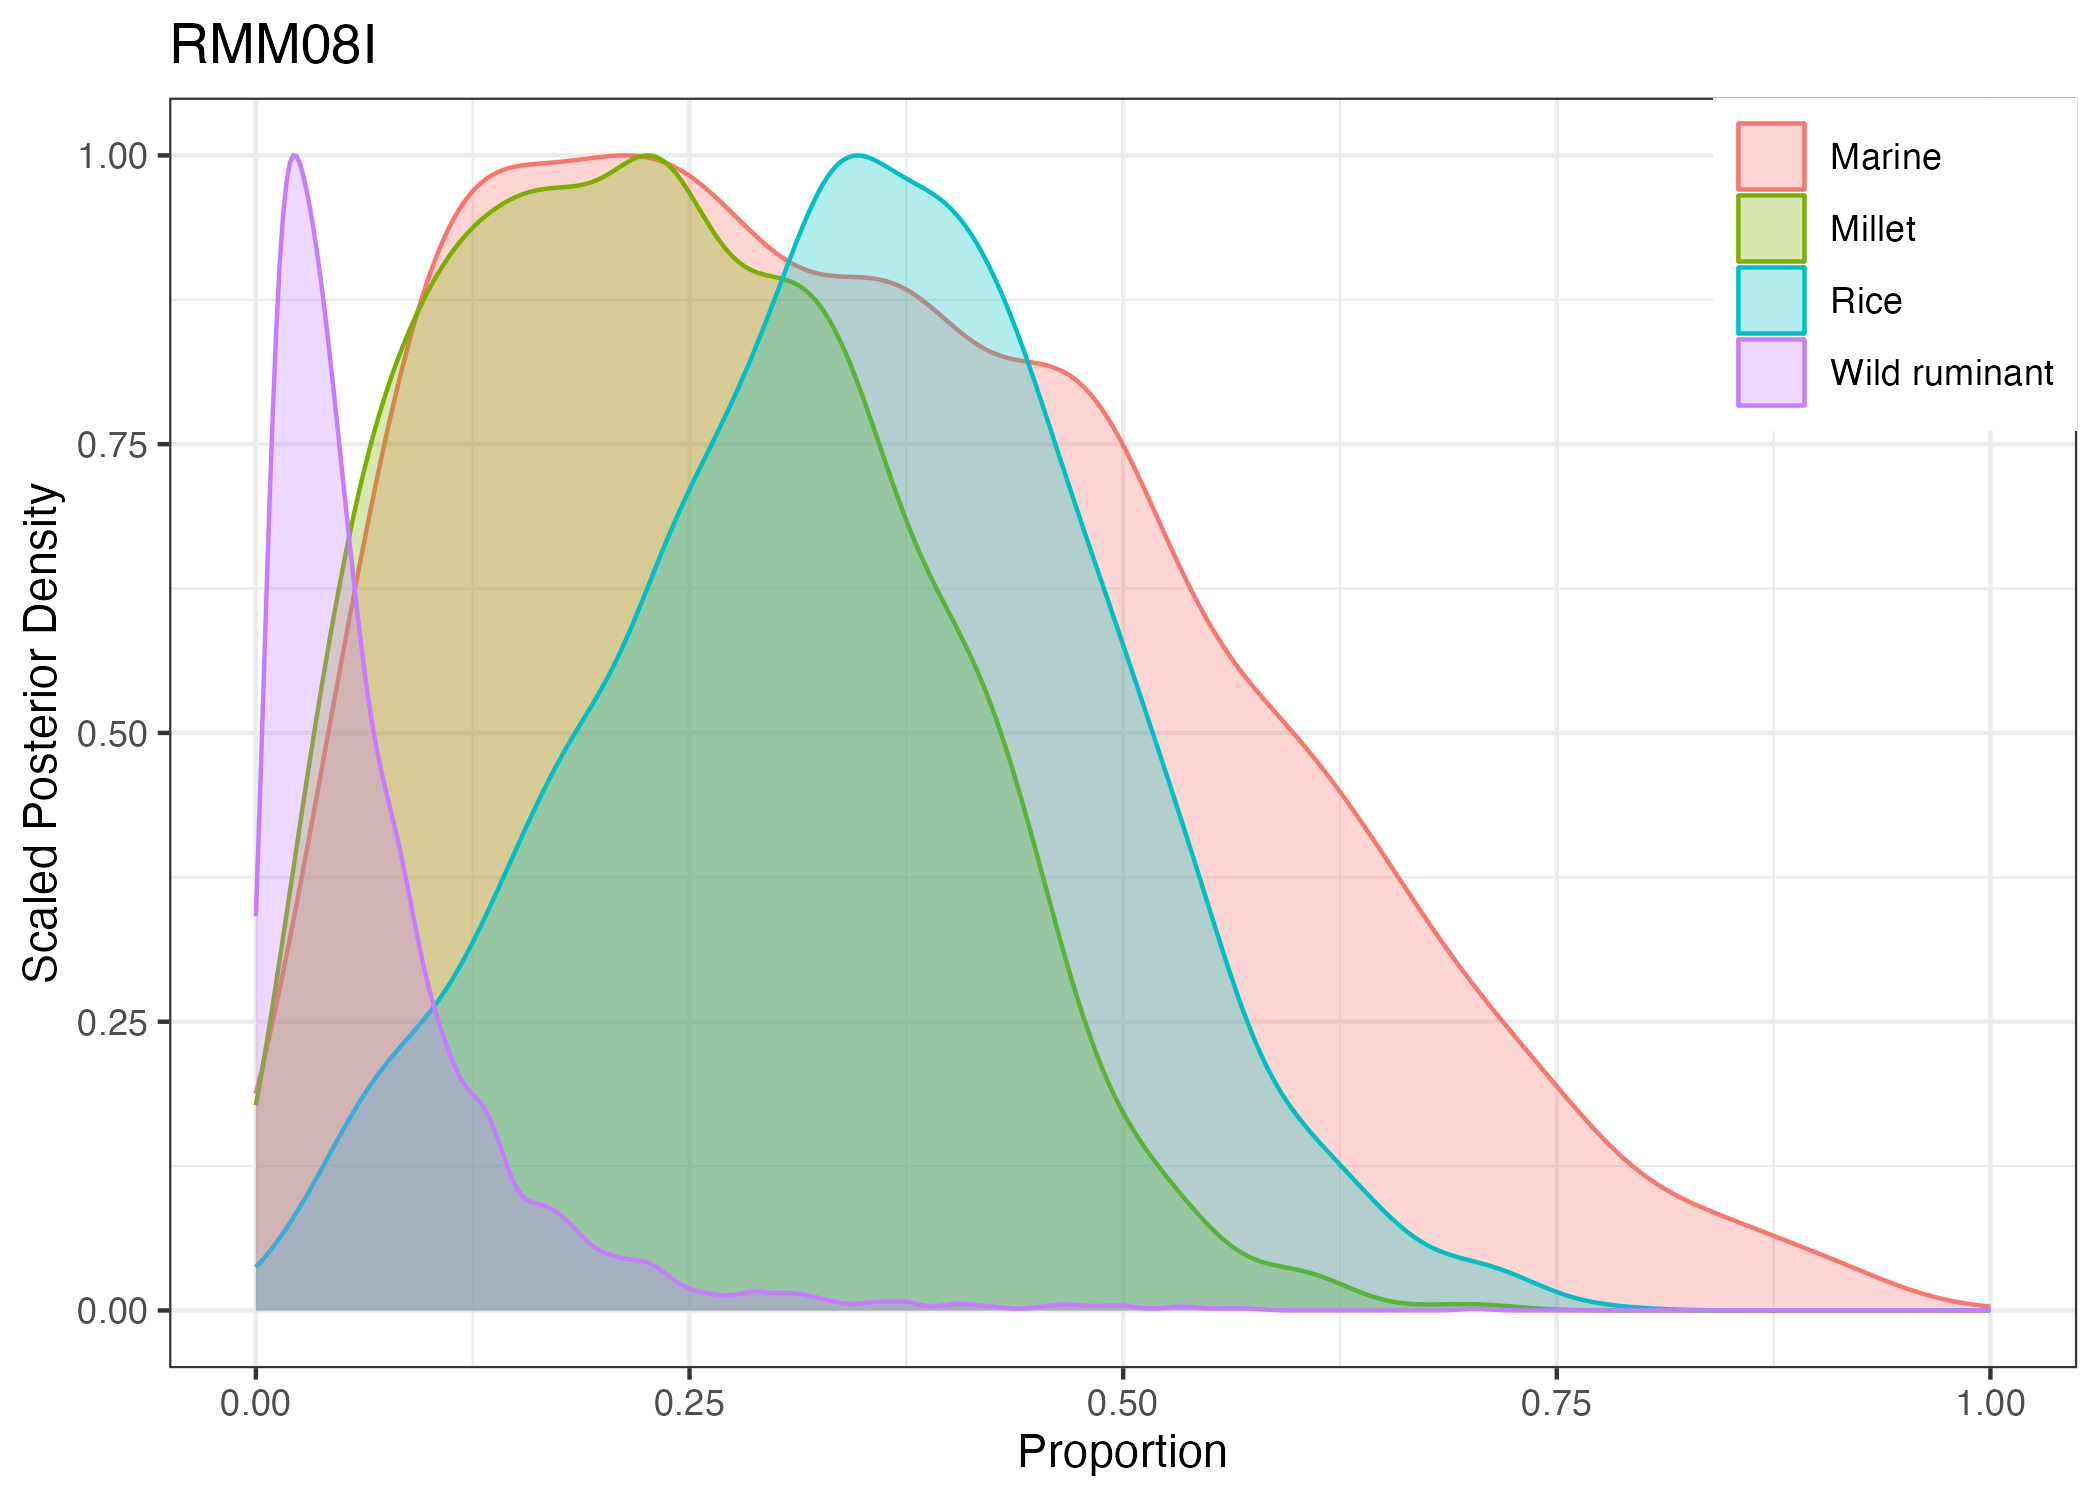 RMM08I
Marine
Millet
Rice
Wild ruminant
1.00
0.75
0.50
0.25
0.00
Scaled Posterior Density
0.00 0.25 0.50 0.75 1.00
Proportion